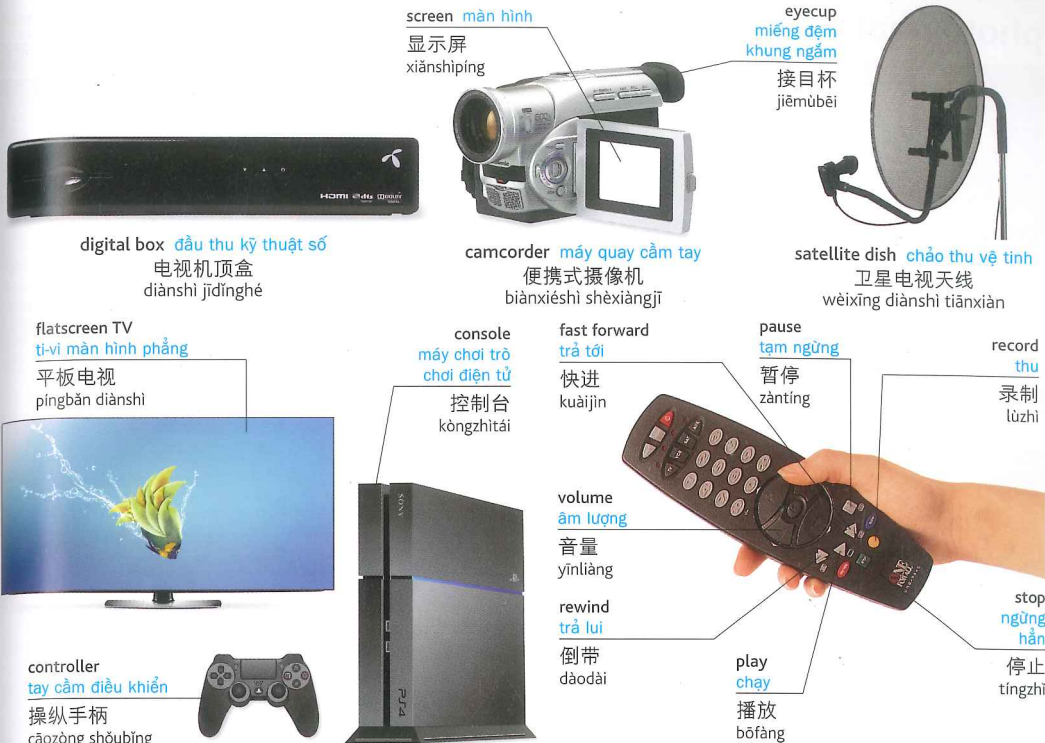 screen màn hình
显示屏
xiǎnshìpíng
eyecup
miếng đệm
khung ngắm
接目杯
jiēmùbēi
HDMI dts DOLBY
digital box đầu thu kỹ thuật số
电视机顶盒
diànshì jīdǐnghé
camcorder máy quay cầm tay
便携式摄像机
biànxiéshì shèxiàngjī
satellite dish chảo thu vệ tinh
卫星电视天线
wèixīng diànshì tiānxiàn
flatscreen TV
ti-vi màn hình phẳng
平板电视
píngbǎn diànshì
console
máy chơi trò
chơi điện tử
控制台
kòngzhìtái
SONY
PS4
controller
tay cầm điều khiển
操纵手柄
cāozòng shǒubǐng
fast forward
trả tới
快进
kuàijìn
pause
tạm ngừng
暂停
zàntíng
record
thu
录制
lùzhì
volume
âm lượng
音量
yīnliàng
rewind
trả lui
倒带
dàodài
play
chạy
播放
bōfàng
stop
ngừng
hẳn
停止
tíngzhǐ
ONE
FOR ALL